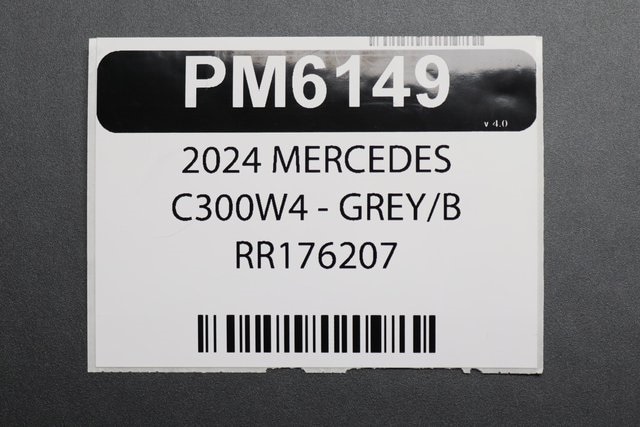 PM6149
v 4.0
2024 MERCEDES
C300W4 - GREY/B
RR176207